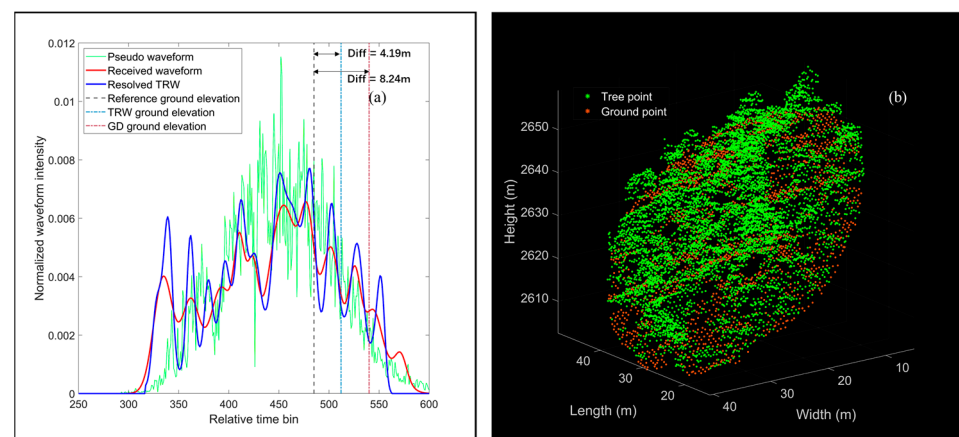 0.012
0.01
0.008
0.006
0.004
0.002
0
250 300 350 400 450 500 550 600
Normalized waveform intensity
Relative time bin
Pseudo waveform
Received waveform
Resolved TRW
Reference ground elevation
TRW ground elevation
GD ground elevation
Diff = 4.19m
Diff = 8.24m
(a)
(b)
Tree point
Ground point
2650
2640
2630
2620
2610
Height (m)
40
30
20
Length (m)
40 30 20 10
Width (m)